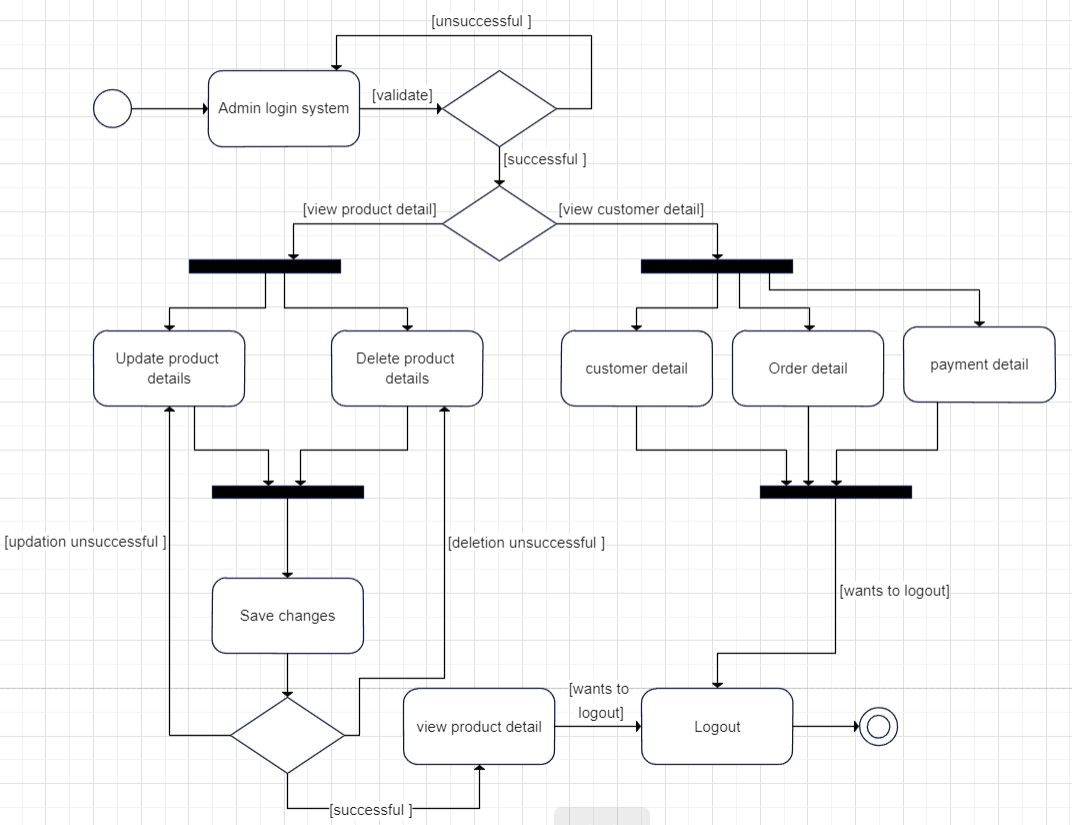 [unsuccessful ]
Admin login system
[validate]
[successful ]
[view product detail]
[view customer detail]
Update product
details
Delete product
details
customer detail
Order detail
payment detail
[updation unsuccessful ]
[deletion unsuccessful ]
[wants to logout]
Save changes
[wants to
logout]
view product detail
Logout
[successful ]